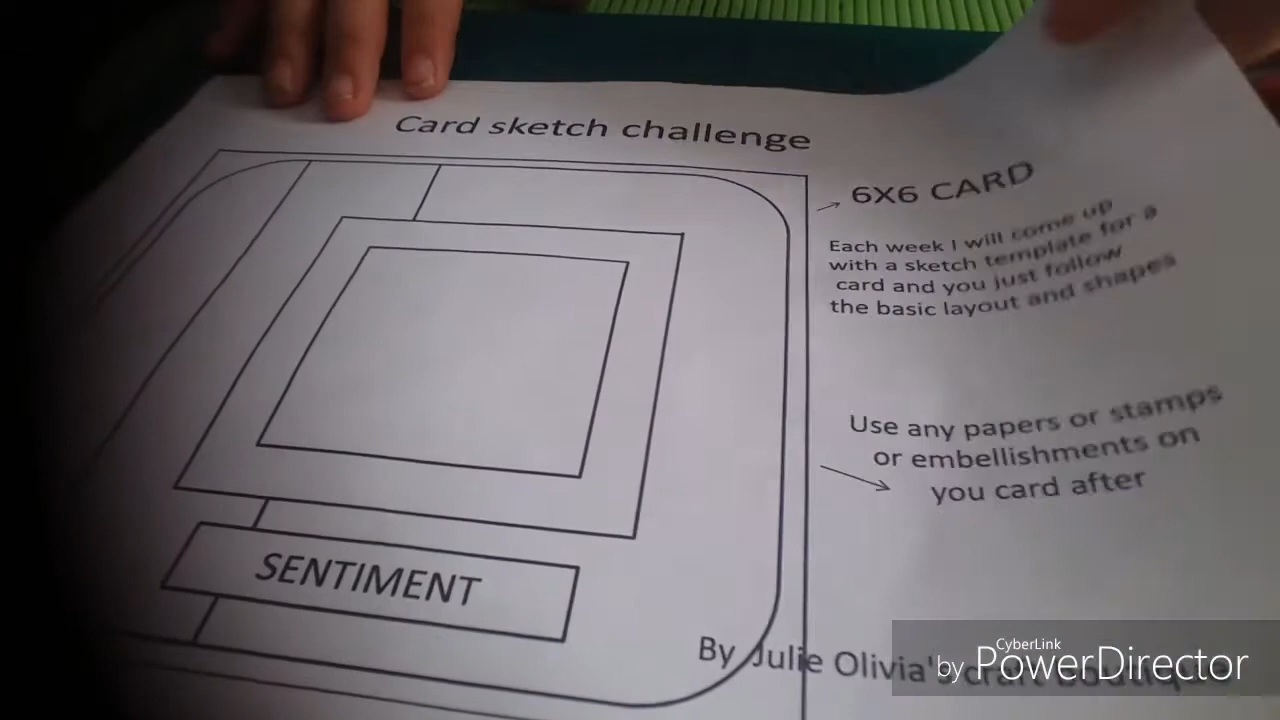 Card sketch challenge
6X6 CARD
Each week I will come up
with a sketch template for a
card and you just follow
the basic layout and shapes
Use any papers or stamps
or embellishments on
you card after
SENTIMENT
By Julie Olivia's craft boutique
CyberLink
by PowerDirector